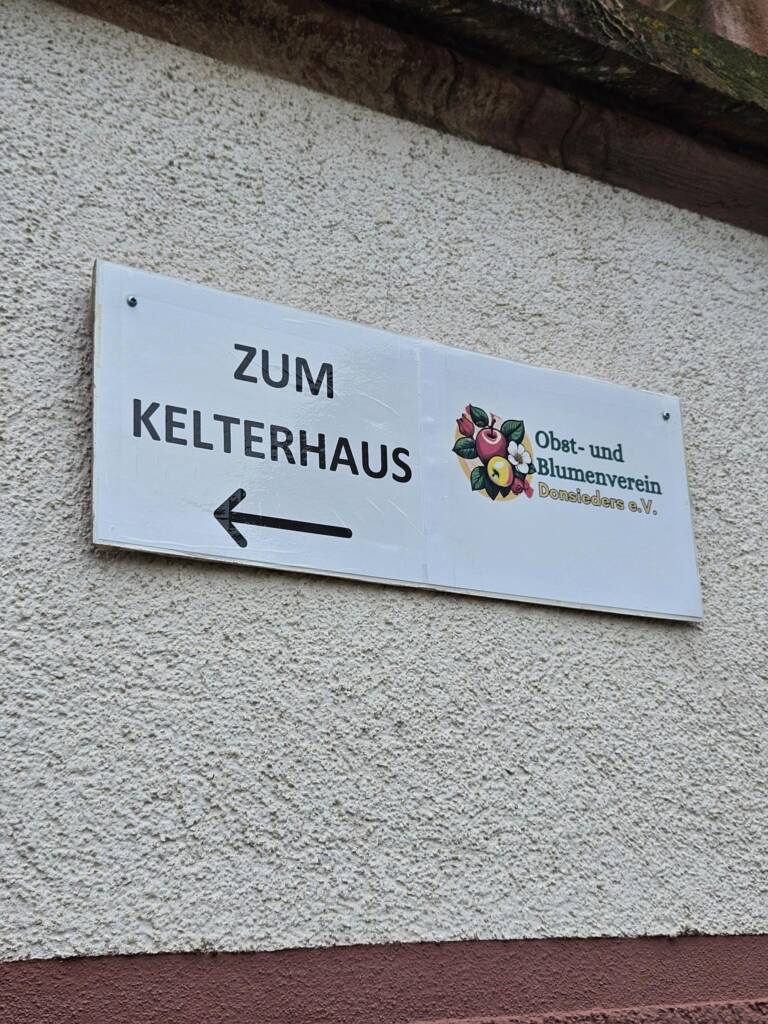 ZUM
KELTERHAUS
Obst- und
Blumenverein
Donsieders e.V.